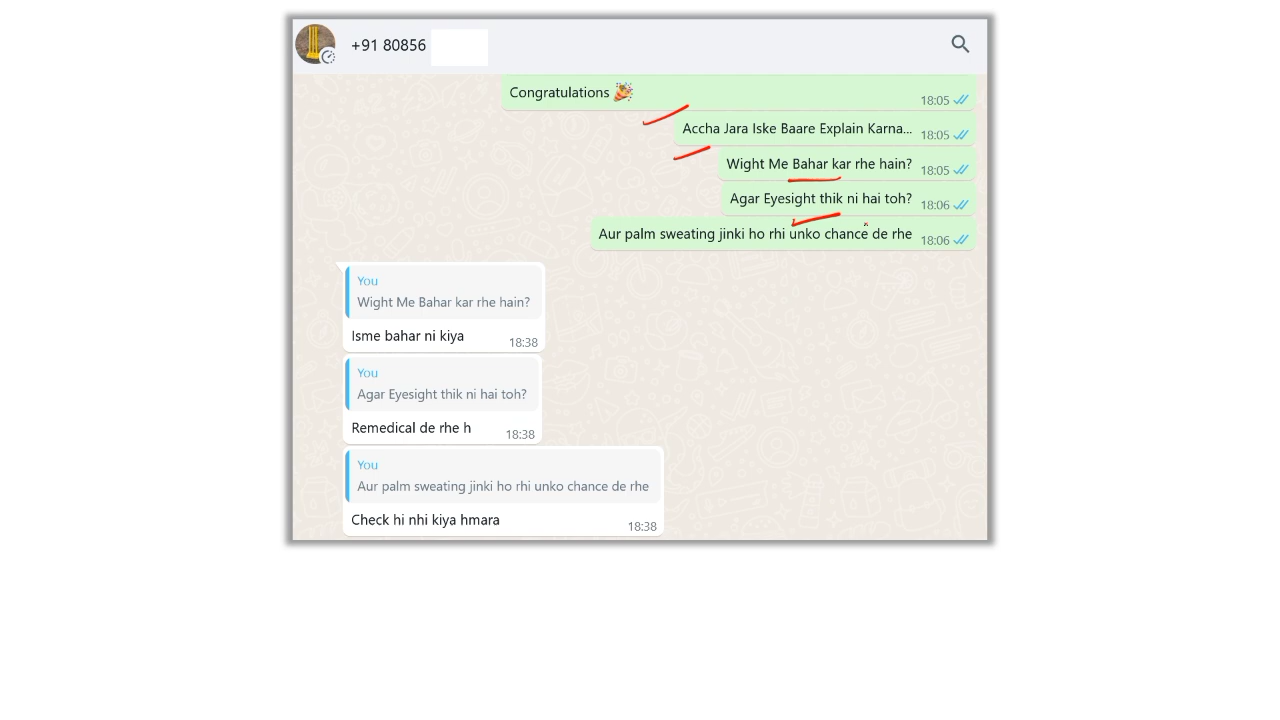 +91 80856
Congratulations 🎉
18:05
Accha Jara Iske Baare Explain Karna...
18:05
Wight Me Bahar kar rhe hain?
18:05
Agar Eyesight thik ni hai toh?
18:06
Aur palm sweating jinki ho rhi unko chance de rhe
18:06
You
Wight Me Bahar kar rhe hain?
Isme bahar ni kiya
18:38
You
Agar Eyesight thik ni hai toh?
Remedical de rhe h
18:38
You
Aur palm sweating jinki ho rhi unko chance de rhe
Check hi nhi kiya hmara
18:38